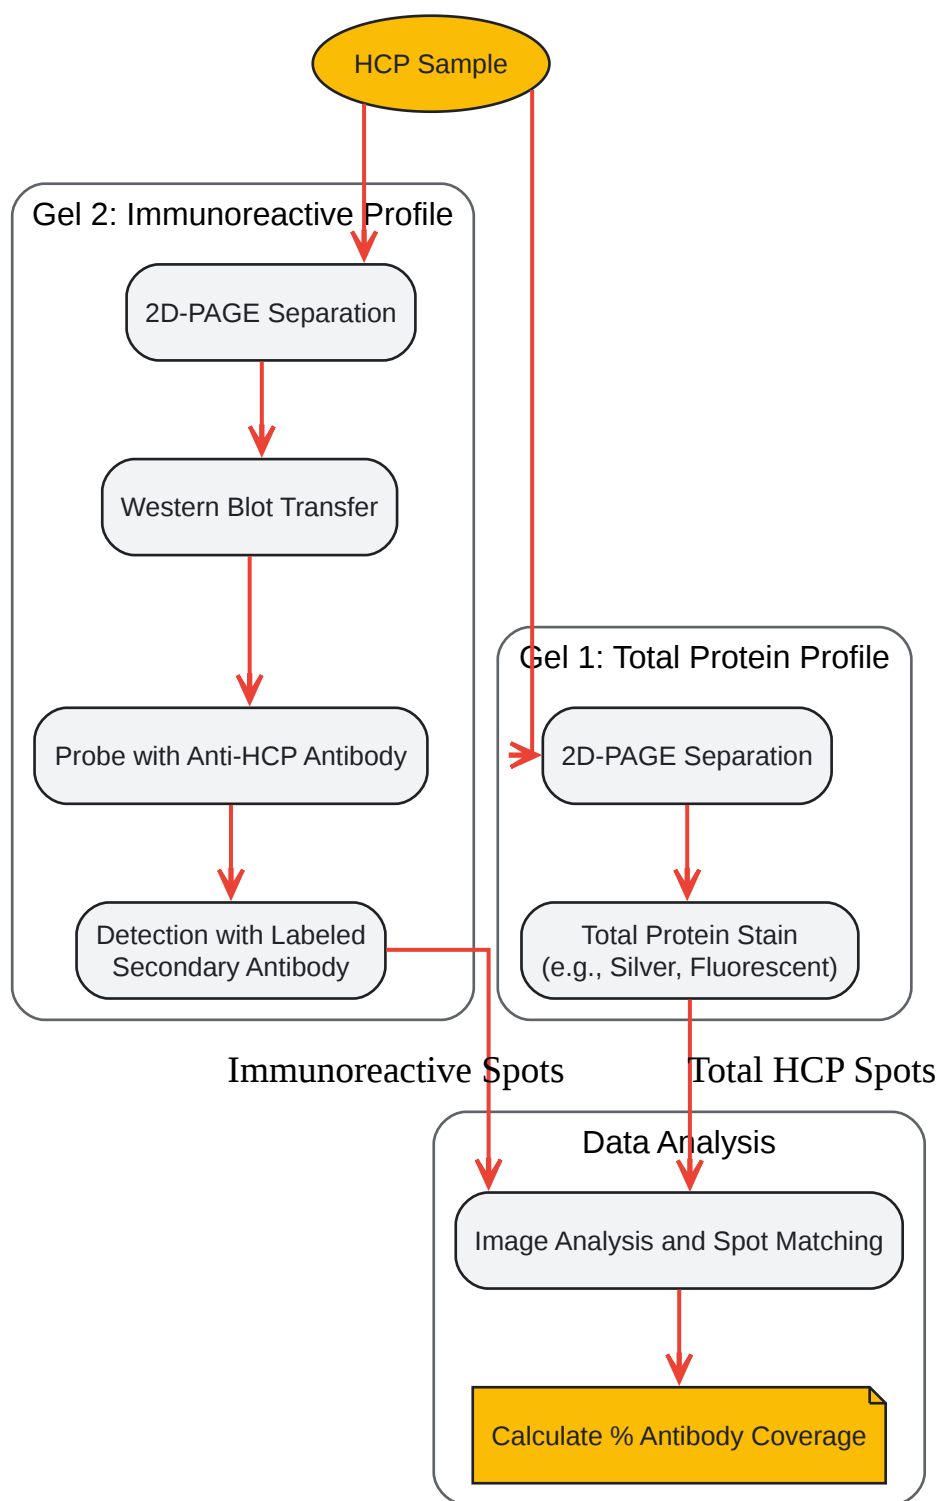 HCP Sample
Gel 2: Immunoreactive Profile
2D-PAGE Separation
Western Blot Transfer
Probe with Anti-HCP Antibody
Detection with Labeled
Secondary Antibody
Gel 1: Total Protein Profile
2D-PAGE Separation
Total Protein Stain
(e.g., Silver, Fluorescent)
Immunoreactive Spots
Total HCP Spots
Data Analysis
Image Analysis and Spot Matching
Calculate % Antibody Coverage